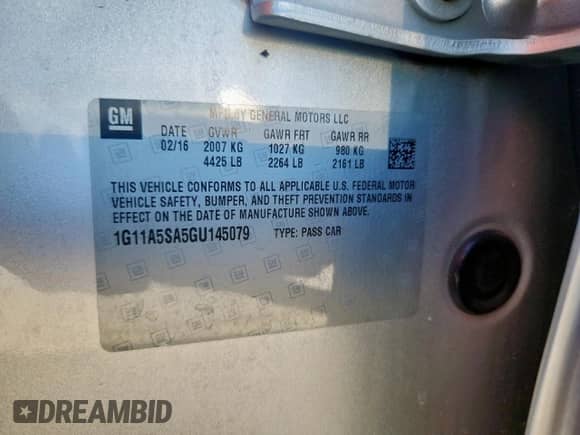 GM
MFD BY GENERAL MOTORS LLC
DATE GVWR GAWR FRT GAWR RR
02/16 2007 KG 1027 KG 980 KG
4425 LB 2264 LB 2161 LB
THIS VEHICLE CONFORMS TO ALL APPLICABLE U.S. FEDERAL MOTOR
VEHICLE SAFETY, BUMPER, AND THEFT PREVENTION STANDARDS IN
EFFECT ON THE DATE OF MANUFACTURE SHOWN ABOVE.
1G11A5SA5GU145079 TYPE: PASS CAR
DREAMBID